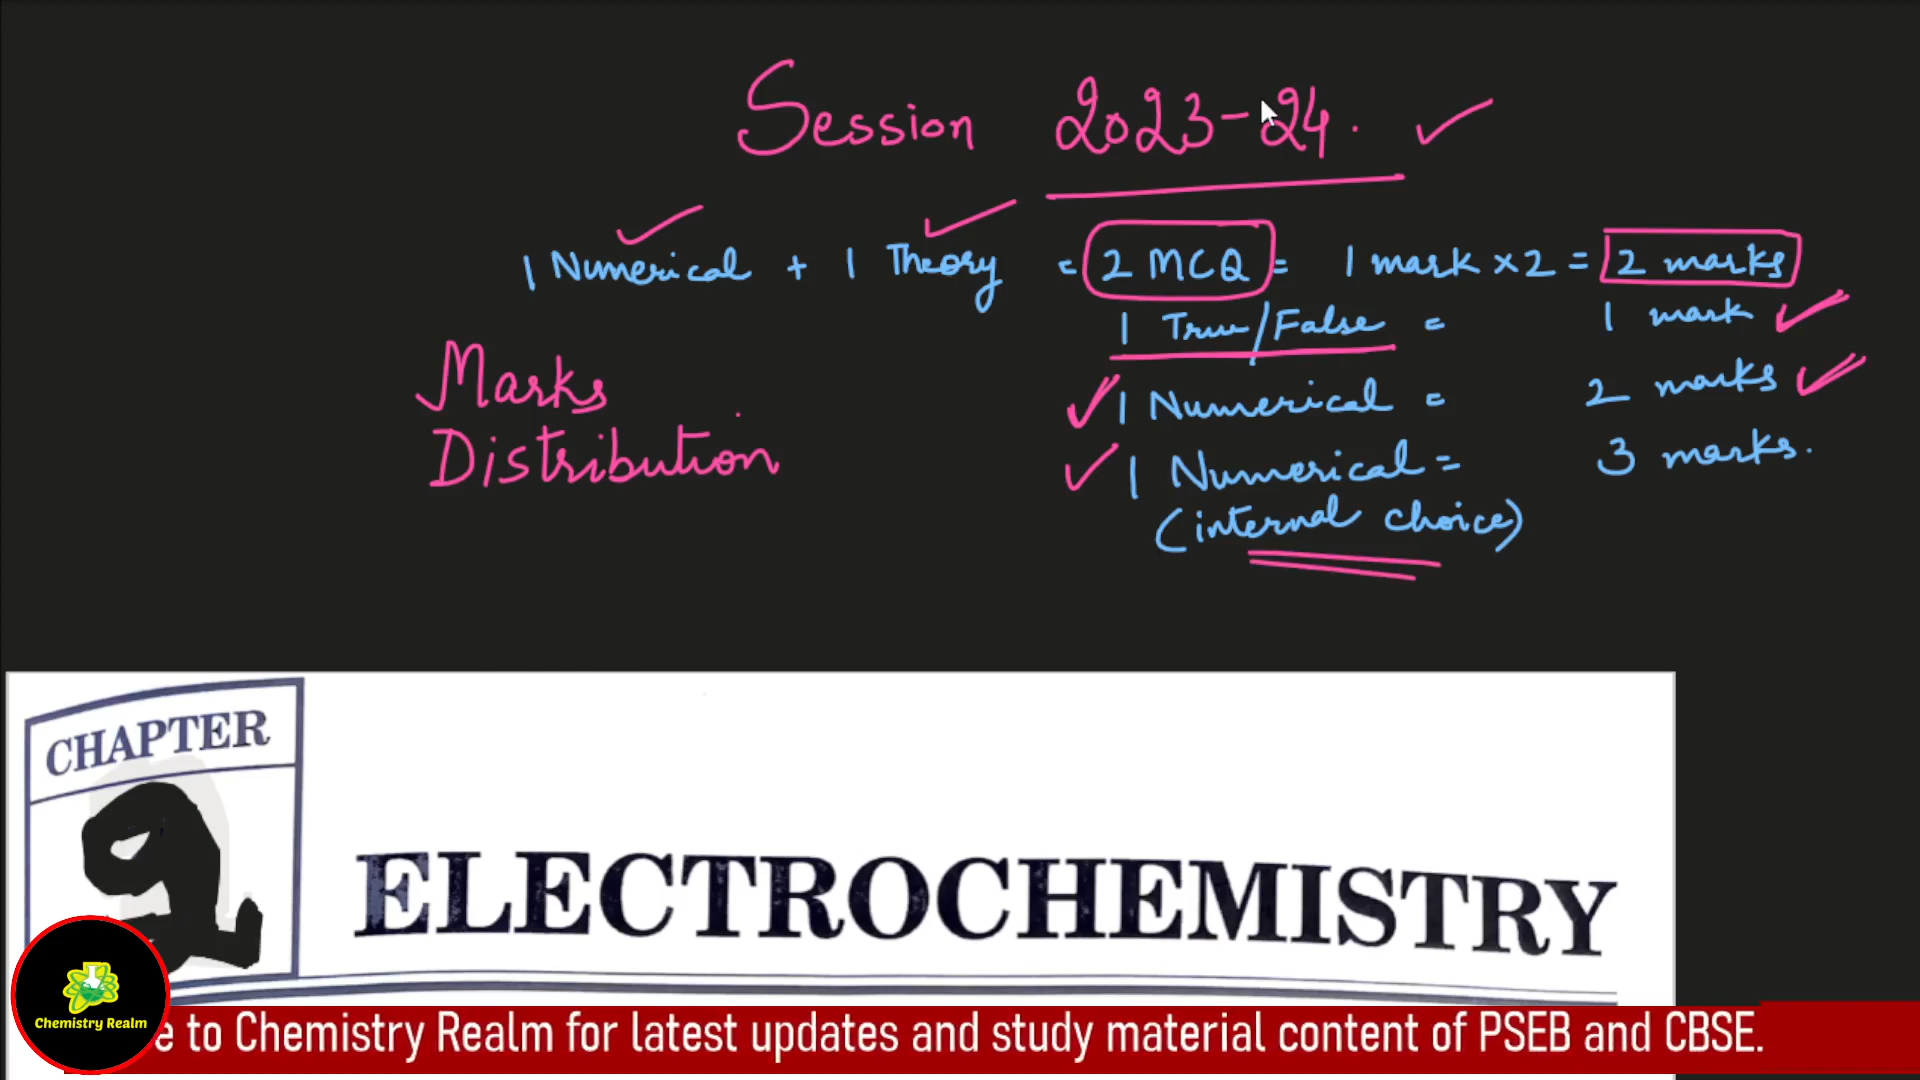 Session 2023-24.
1 Numerical + 1 Theory = 2 MCQ = 1 mark x 2 = 2 marks
1 True/False = 1 mark
Marks
Distribution
1 Numerical = 2 marks
1 Numerical = 3 marks.
(internal choice)
CHAPTER
2
ELECTROCHEMISTRY
Chemistry Realm
e to Chemistry Realm for latest updates and study material content of PSEB and CBSE.